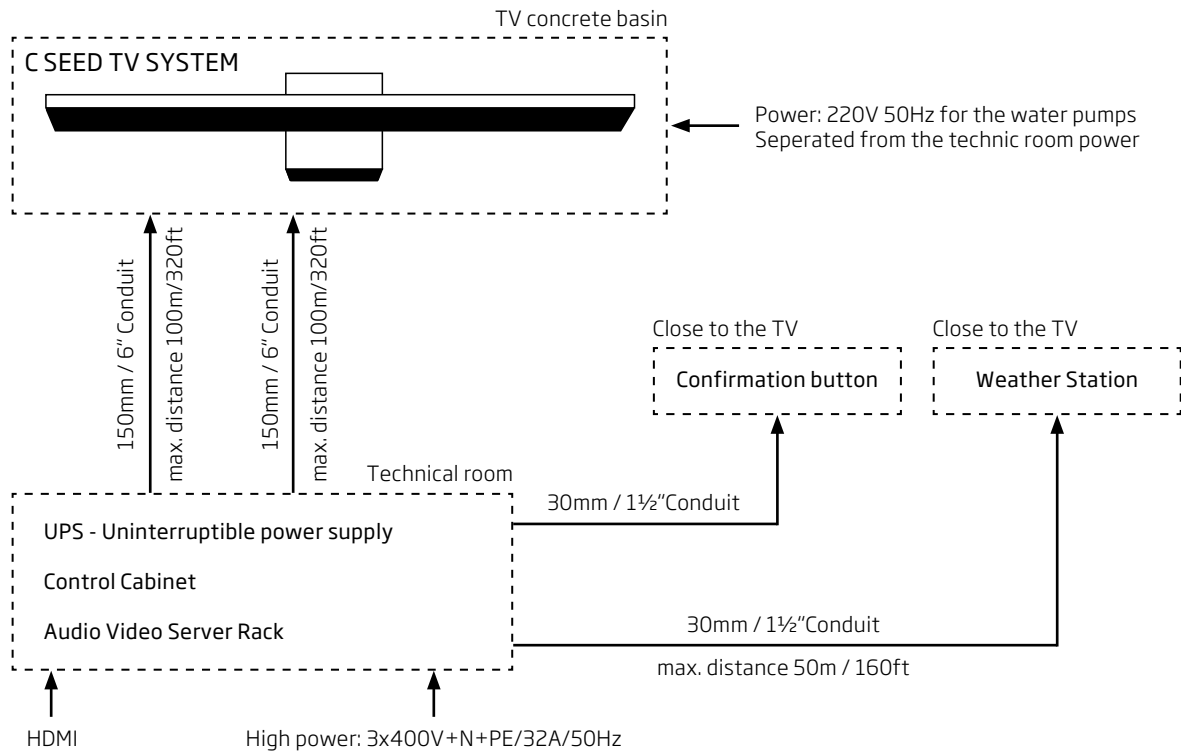 TV concrete basin
C SEED TV SYSTEM
Power: 220V 50Hz for the water pumps
Seperated from the technic room power
150mm / 6” Conduit
max. distance 100m/320ft
150mm / 6” Conduit
max. distance 100m/320ft
Close to the TV
Confirmation button
Close to the TV
Weather Station
Technical room
UPS - Uninterruptible power supply
Control Cabinet
Audio Video Server Rack
30mm / 1½”Conduit
30mm / 1½”Conduit
max. distance 50m / 160ft
HDMI
High power: 3x400V+N+PE/32A/50Hz